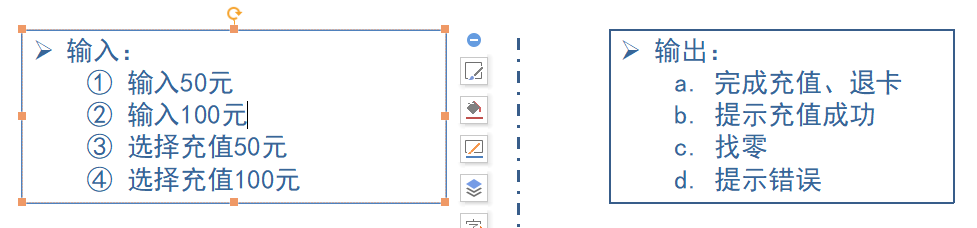 ➢ 输入：
① 输入50元
② 输入100元
③ 选择充值50元
④ 选择充值100元
➢ 输出：
a. 完成充值、退卡
b. 提示充值成功
c. 找零
d. 提示错误